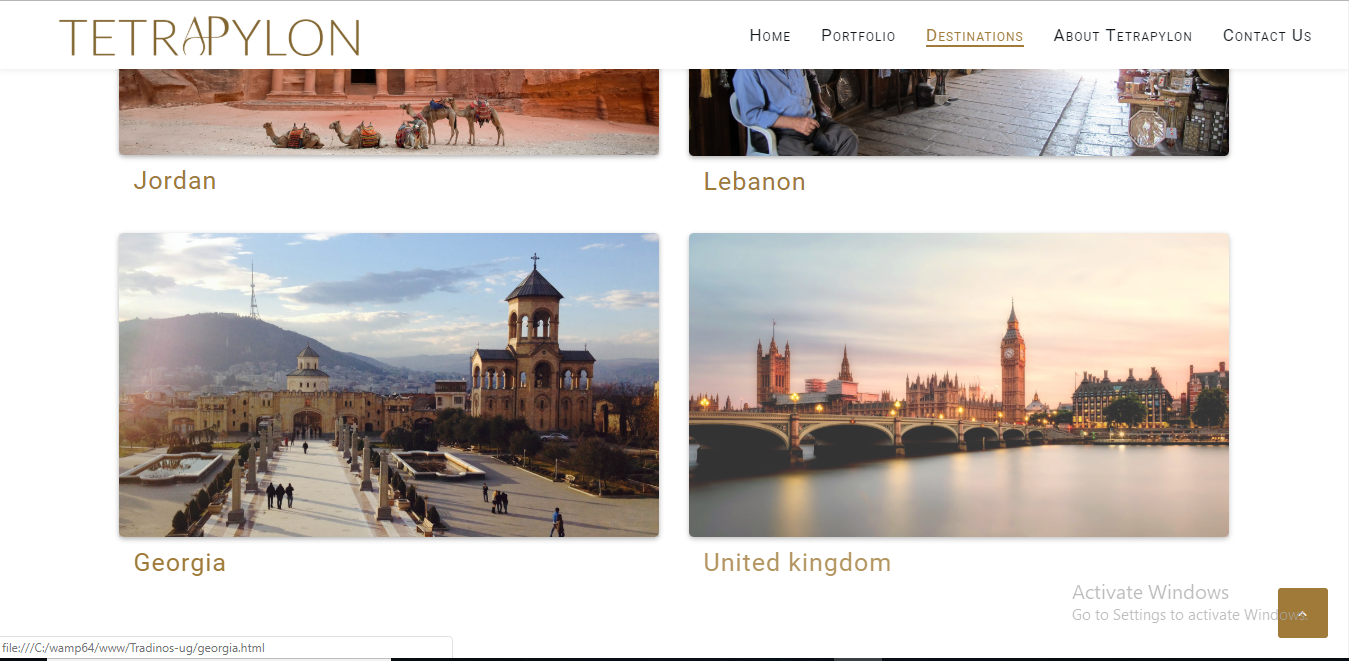 TETRAPYLON
Home Portfolio Destinations About Tetrapylon Contact Us
Jordan
Lebanon
Georgia
United kingdom
Activate Windows
Go to Settings to activate Windows.
file:///C:/wamp64/www/Tradinos-ug/georgia.html